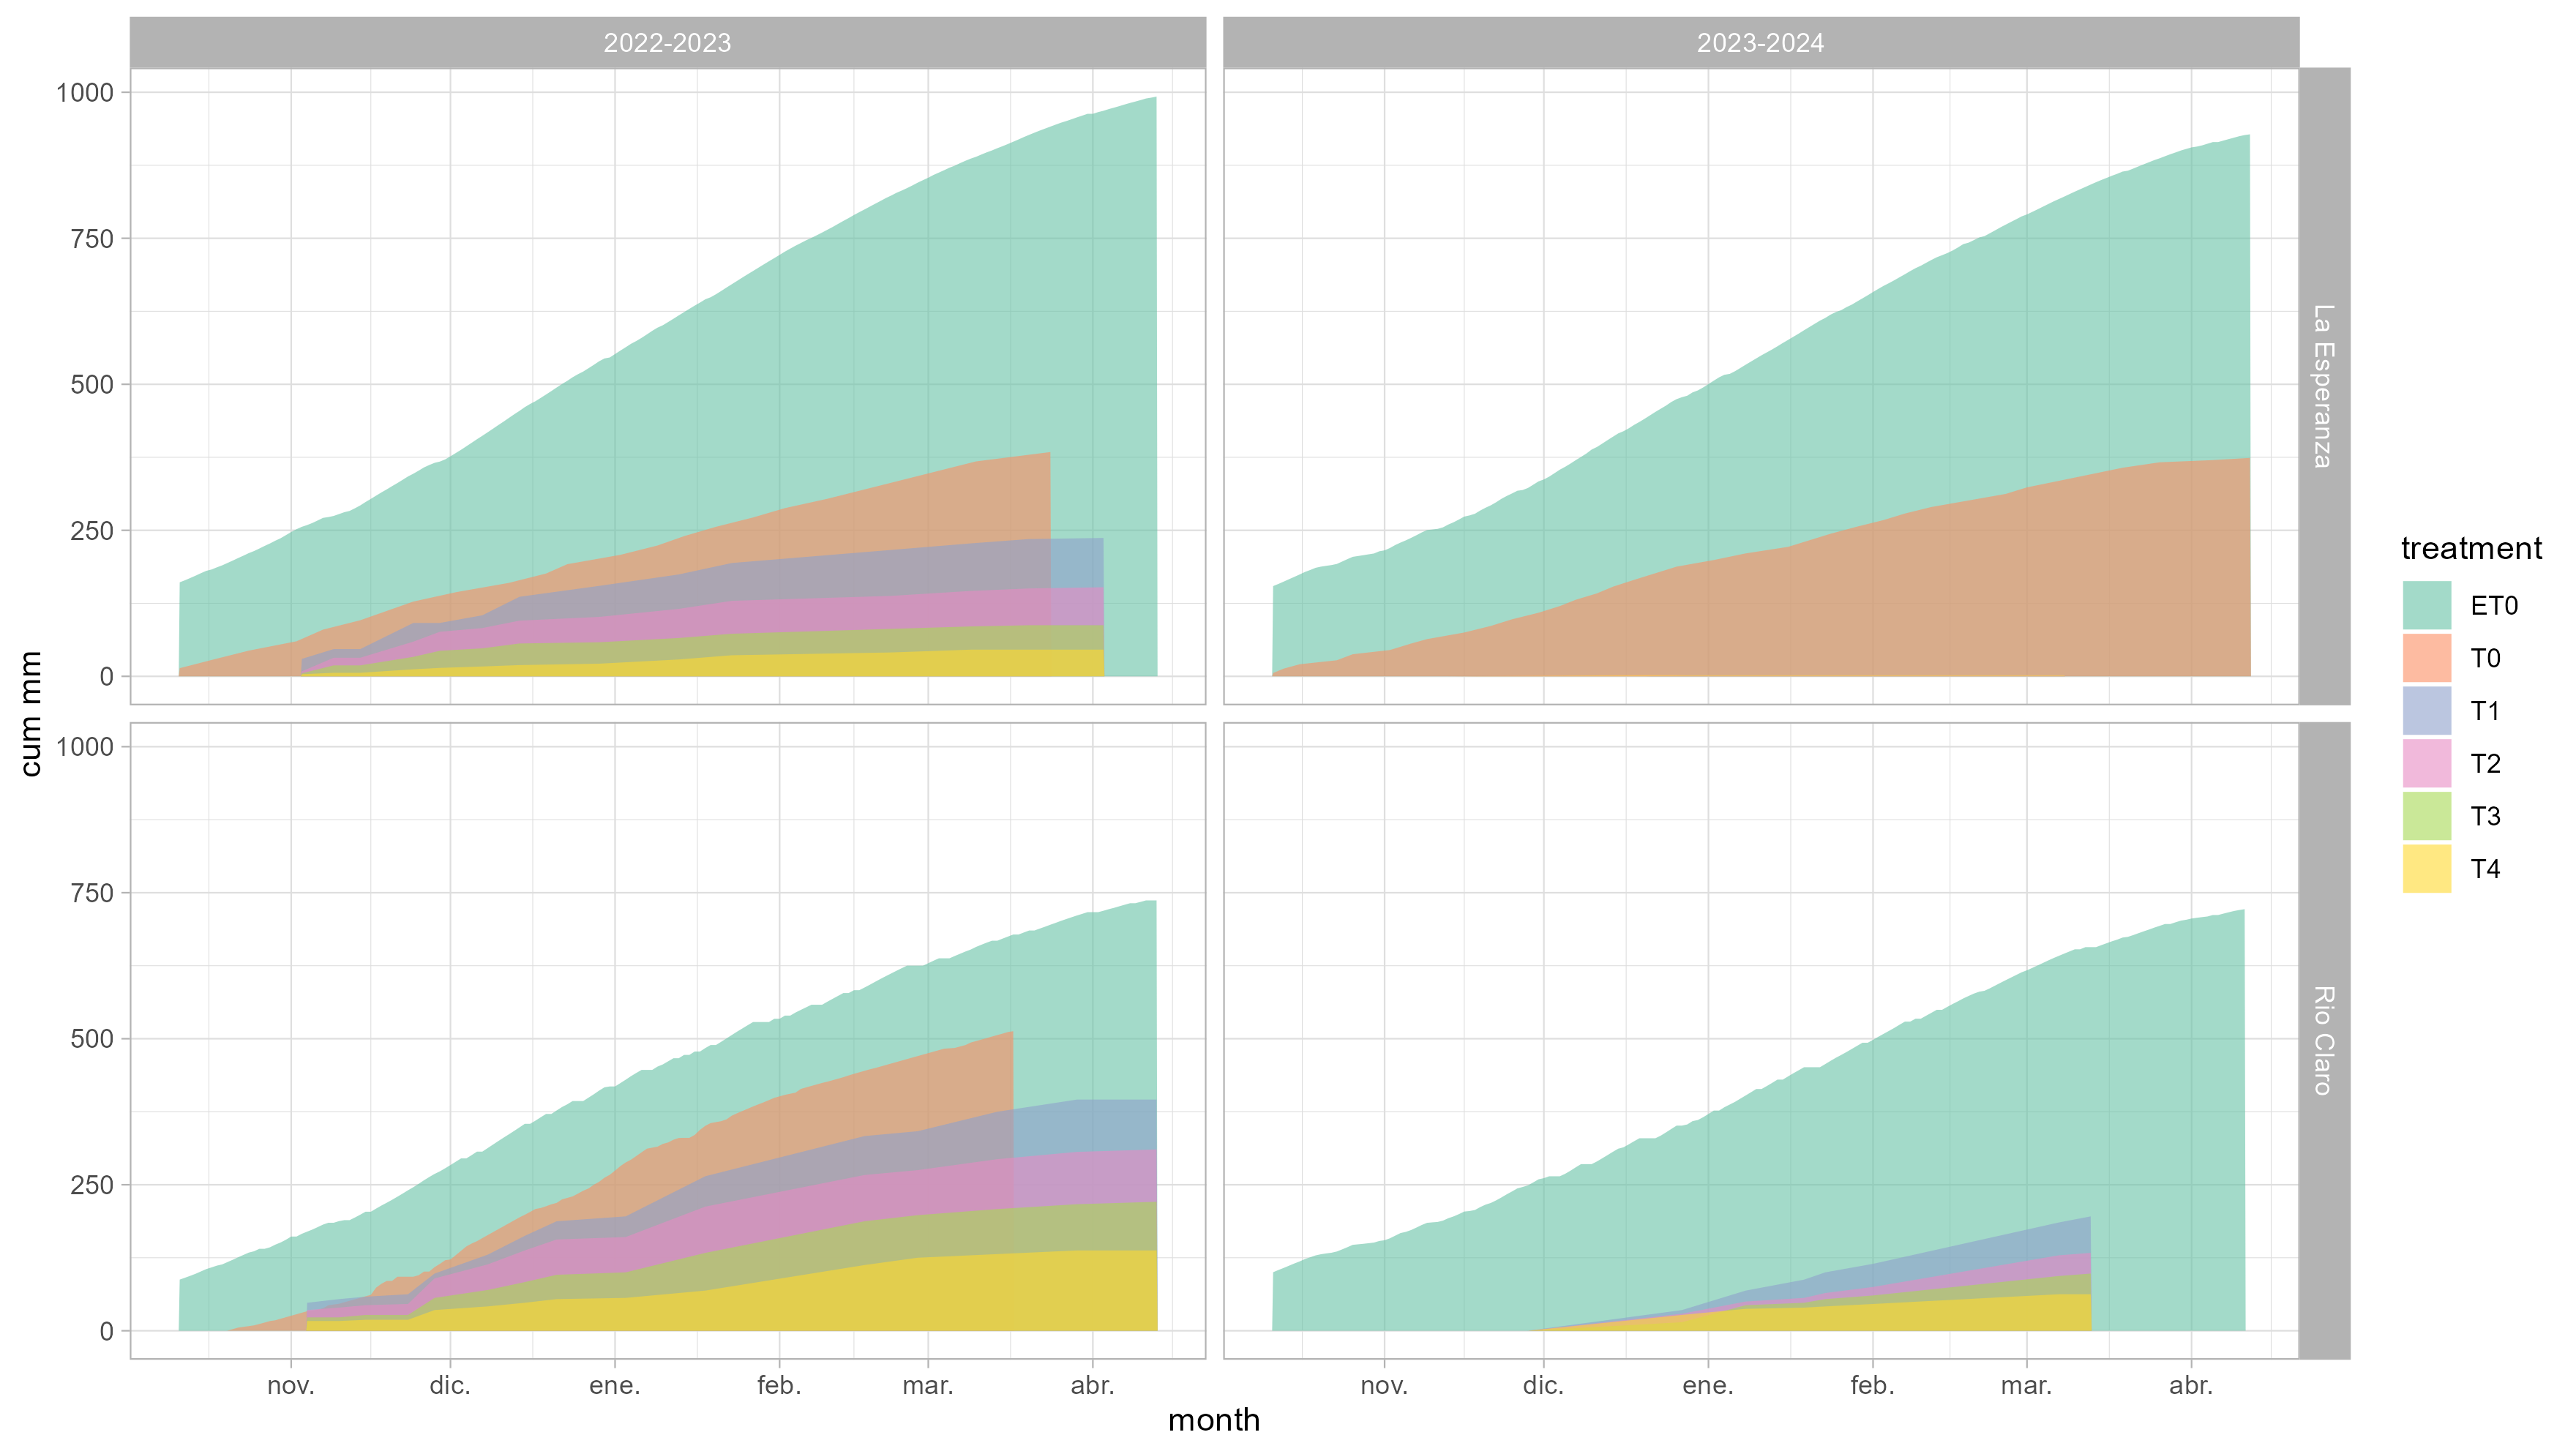 2022-2023
2023-2024
1000
750
500
250
0
La Esperanza
1000
750
500
250
0
Rio Claro
cum mm
nov. dic. ene. feb. mar. abr.
nov. dic. ene. feb. mar. abr.
month
treatment
ET0
T0
T1
T2
T3
T4